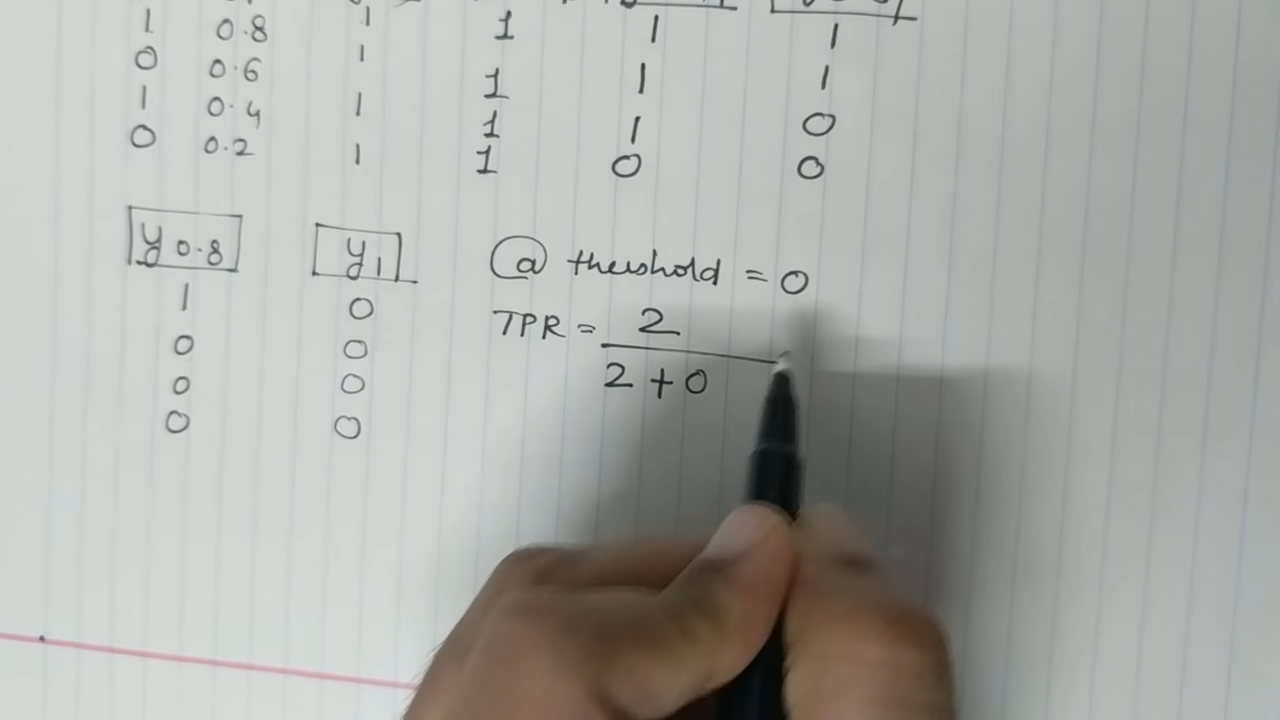 1 0.8 1 1 1 1
0 0.6 1 1 1 1
1 0.4 1 1 1 0
0 0.2 1 1 0 0
y0.8 y1 @ theushold = 0
1 0 TPR = 2
0 0 2 + 0
0 0
0 0